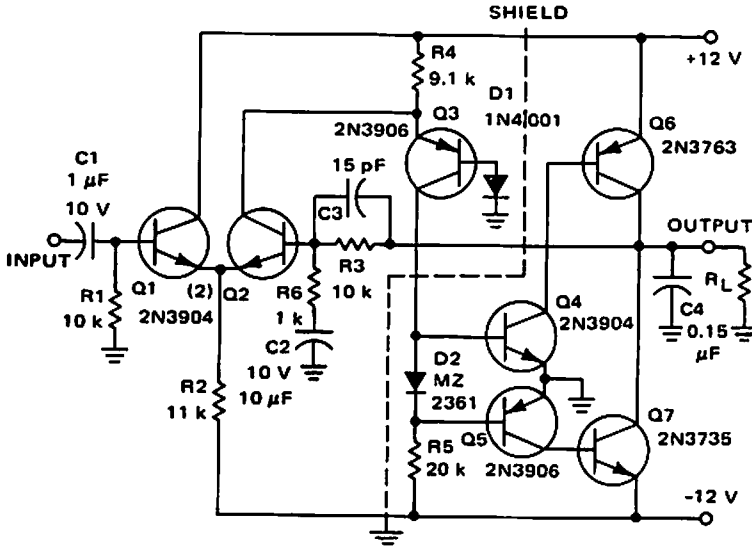 SHIELD
+12 V
R4
9.1 k
D1
1N4001
Q3
2N3906
Q6
2N3763
C1
1 µF
10 V
15 pF
C3
INPUT
OUTPUT
R1
10 k
Q1
(2)
Q2
2N3904
R3
10 k
R6
1 k
C2
10 V
10 µF
RL
C4
0.15
µF
Q4
2N3904
D2
MZ
2361
R2
11 k
Q5
2N3906
R5
20 k
Q7
2N3735
-12 V